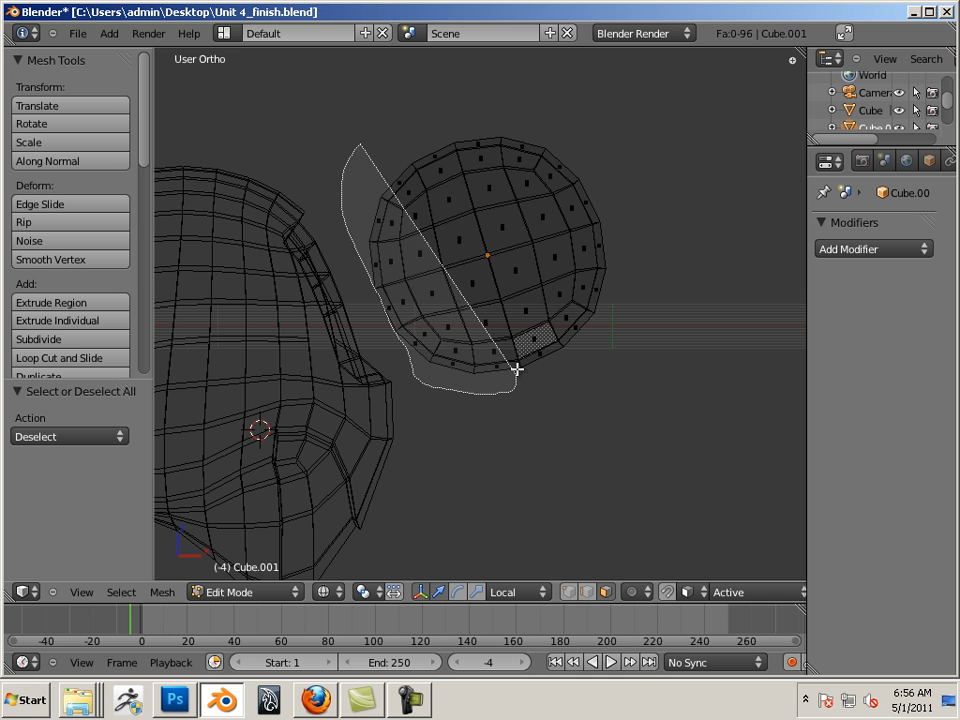 Blender* [C:\Users\admin\Desktop\Unit 4_finish.blend]
File Add Render Help Default Scene Blender Render Fa:0-96 | Cube.001
Mesh Tools
Transform:
Translate
Rotate
Scale
Along Normal
Deform:
Edge Slide
Rip
Noise
Smooth Vertex
Add:
Extrude Region
Extrude Individual
Subdivide
Loop Cut and Slide
Duplicate
Select or Deselect All
Action
Deselect
User Ortho
(-4) Cube.001
View Search
World
Camer
Cube
Cube.0
Cube.00
Modifiers
Add Modifier
View Select Mesh Edit Mode Local Active
-40 -20 0 20 40 60 80 100 120 140 160 180 200 220 240 260
View Frame Playback Start: 1 End: 250 -4 No Sync
Start Ps 6:56 AM
5/1/2011